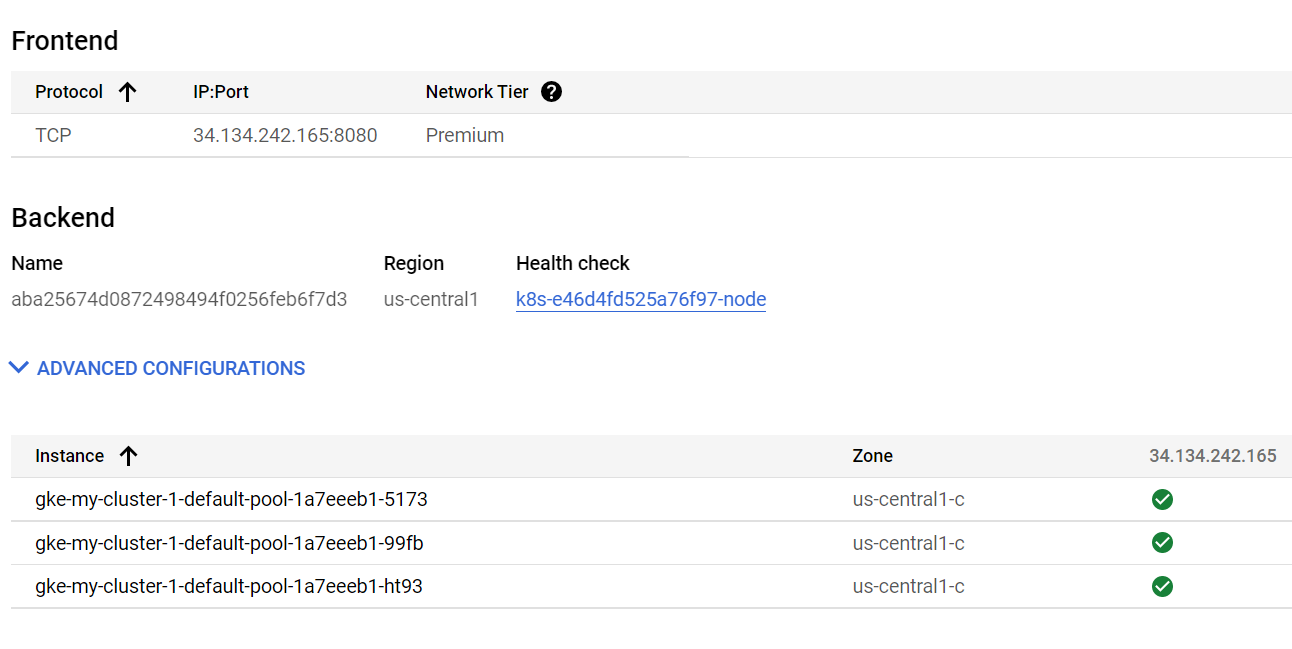 Frontend
Protocol IP:Port Network Tier ?
TCP 34.134.242.165:8080 Premium
Backend
Name Region Health check
aba25674d0872498494f0256feb6f7d3 us-central1 k8s-e46d4fd525a76f97-node
ADVANCED CONFIGURATIONS
Instance Zone 34.134.242.165
gke-my-cluster-1-default-pool-1a7eeeb1-5173 us-central1-c
gke-my-cluster-1-default-pool-1a7eeeb1-99fb us-central1-c
gke-my-cluster-1-default-pool-1a7eeeb1-ht93 us-central1-c